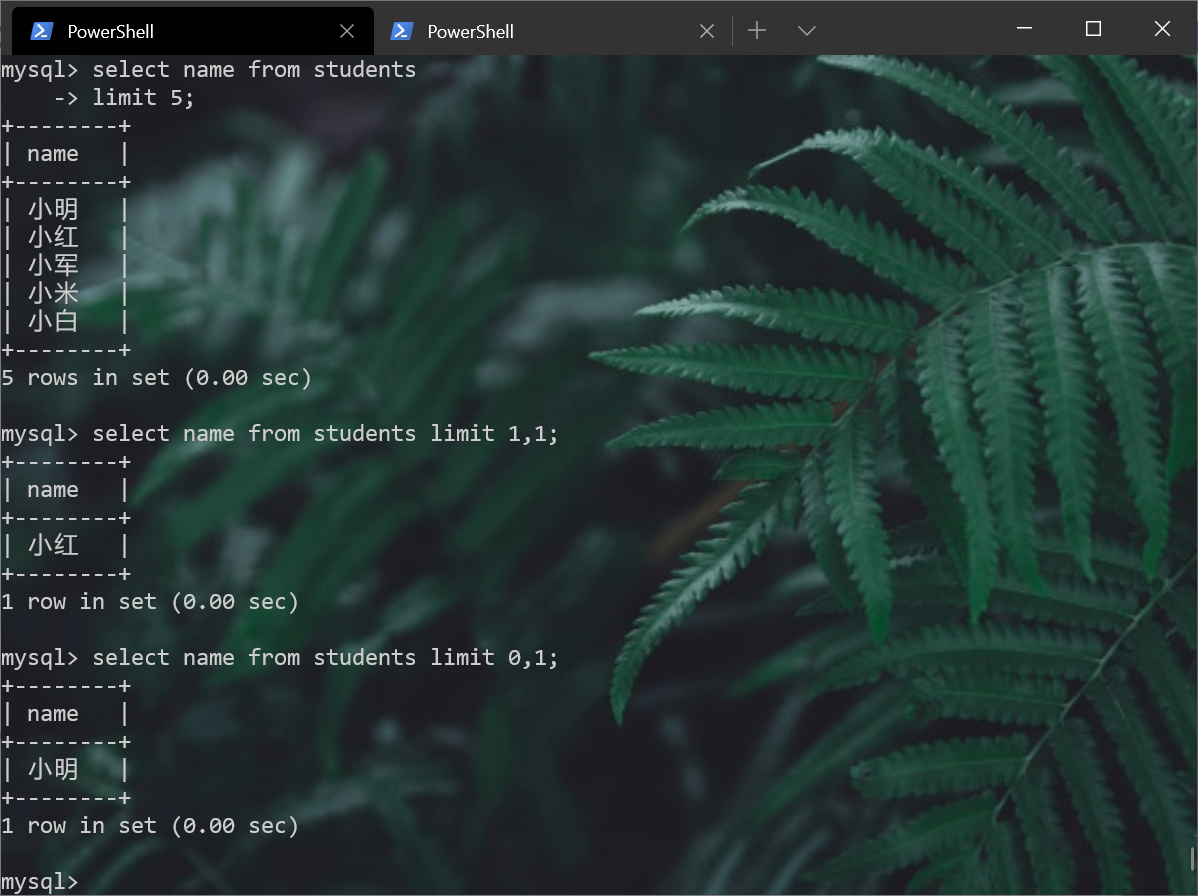 PowerShell PowerShell
mysql> select name from students
    -> limit 5;
+--------+
| name   |
+--------+
| 小明   |
| 小红   |
| 小军   |
| 小米   |
| 小白   |
+--------+
5 rows in set (0.00 sec)
mysql> select name from students limit 1,1;
+--------+
| name   |
+--------+
| 小红   |
+--------+
1 row in set (0.00 sec)
mysql> select name from students limit 0,1;
+--------+
| name   |
+--------+
| 小明   |
+--------+
1 row in set (0.00 sec)
mysql>